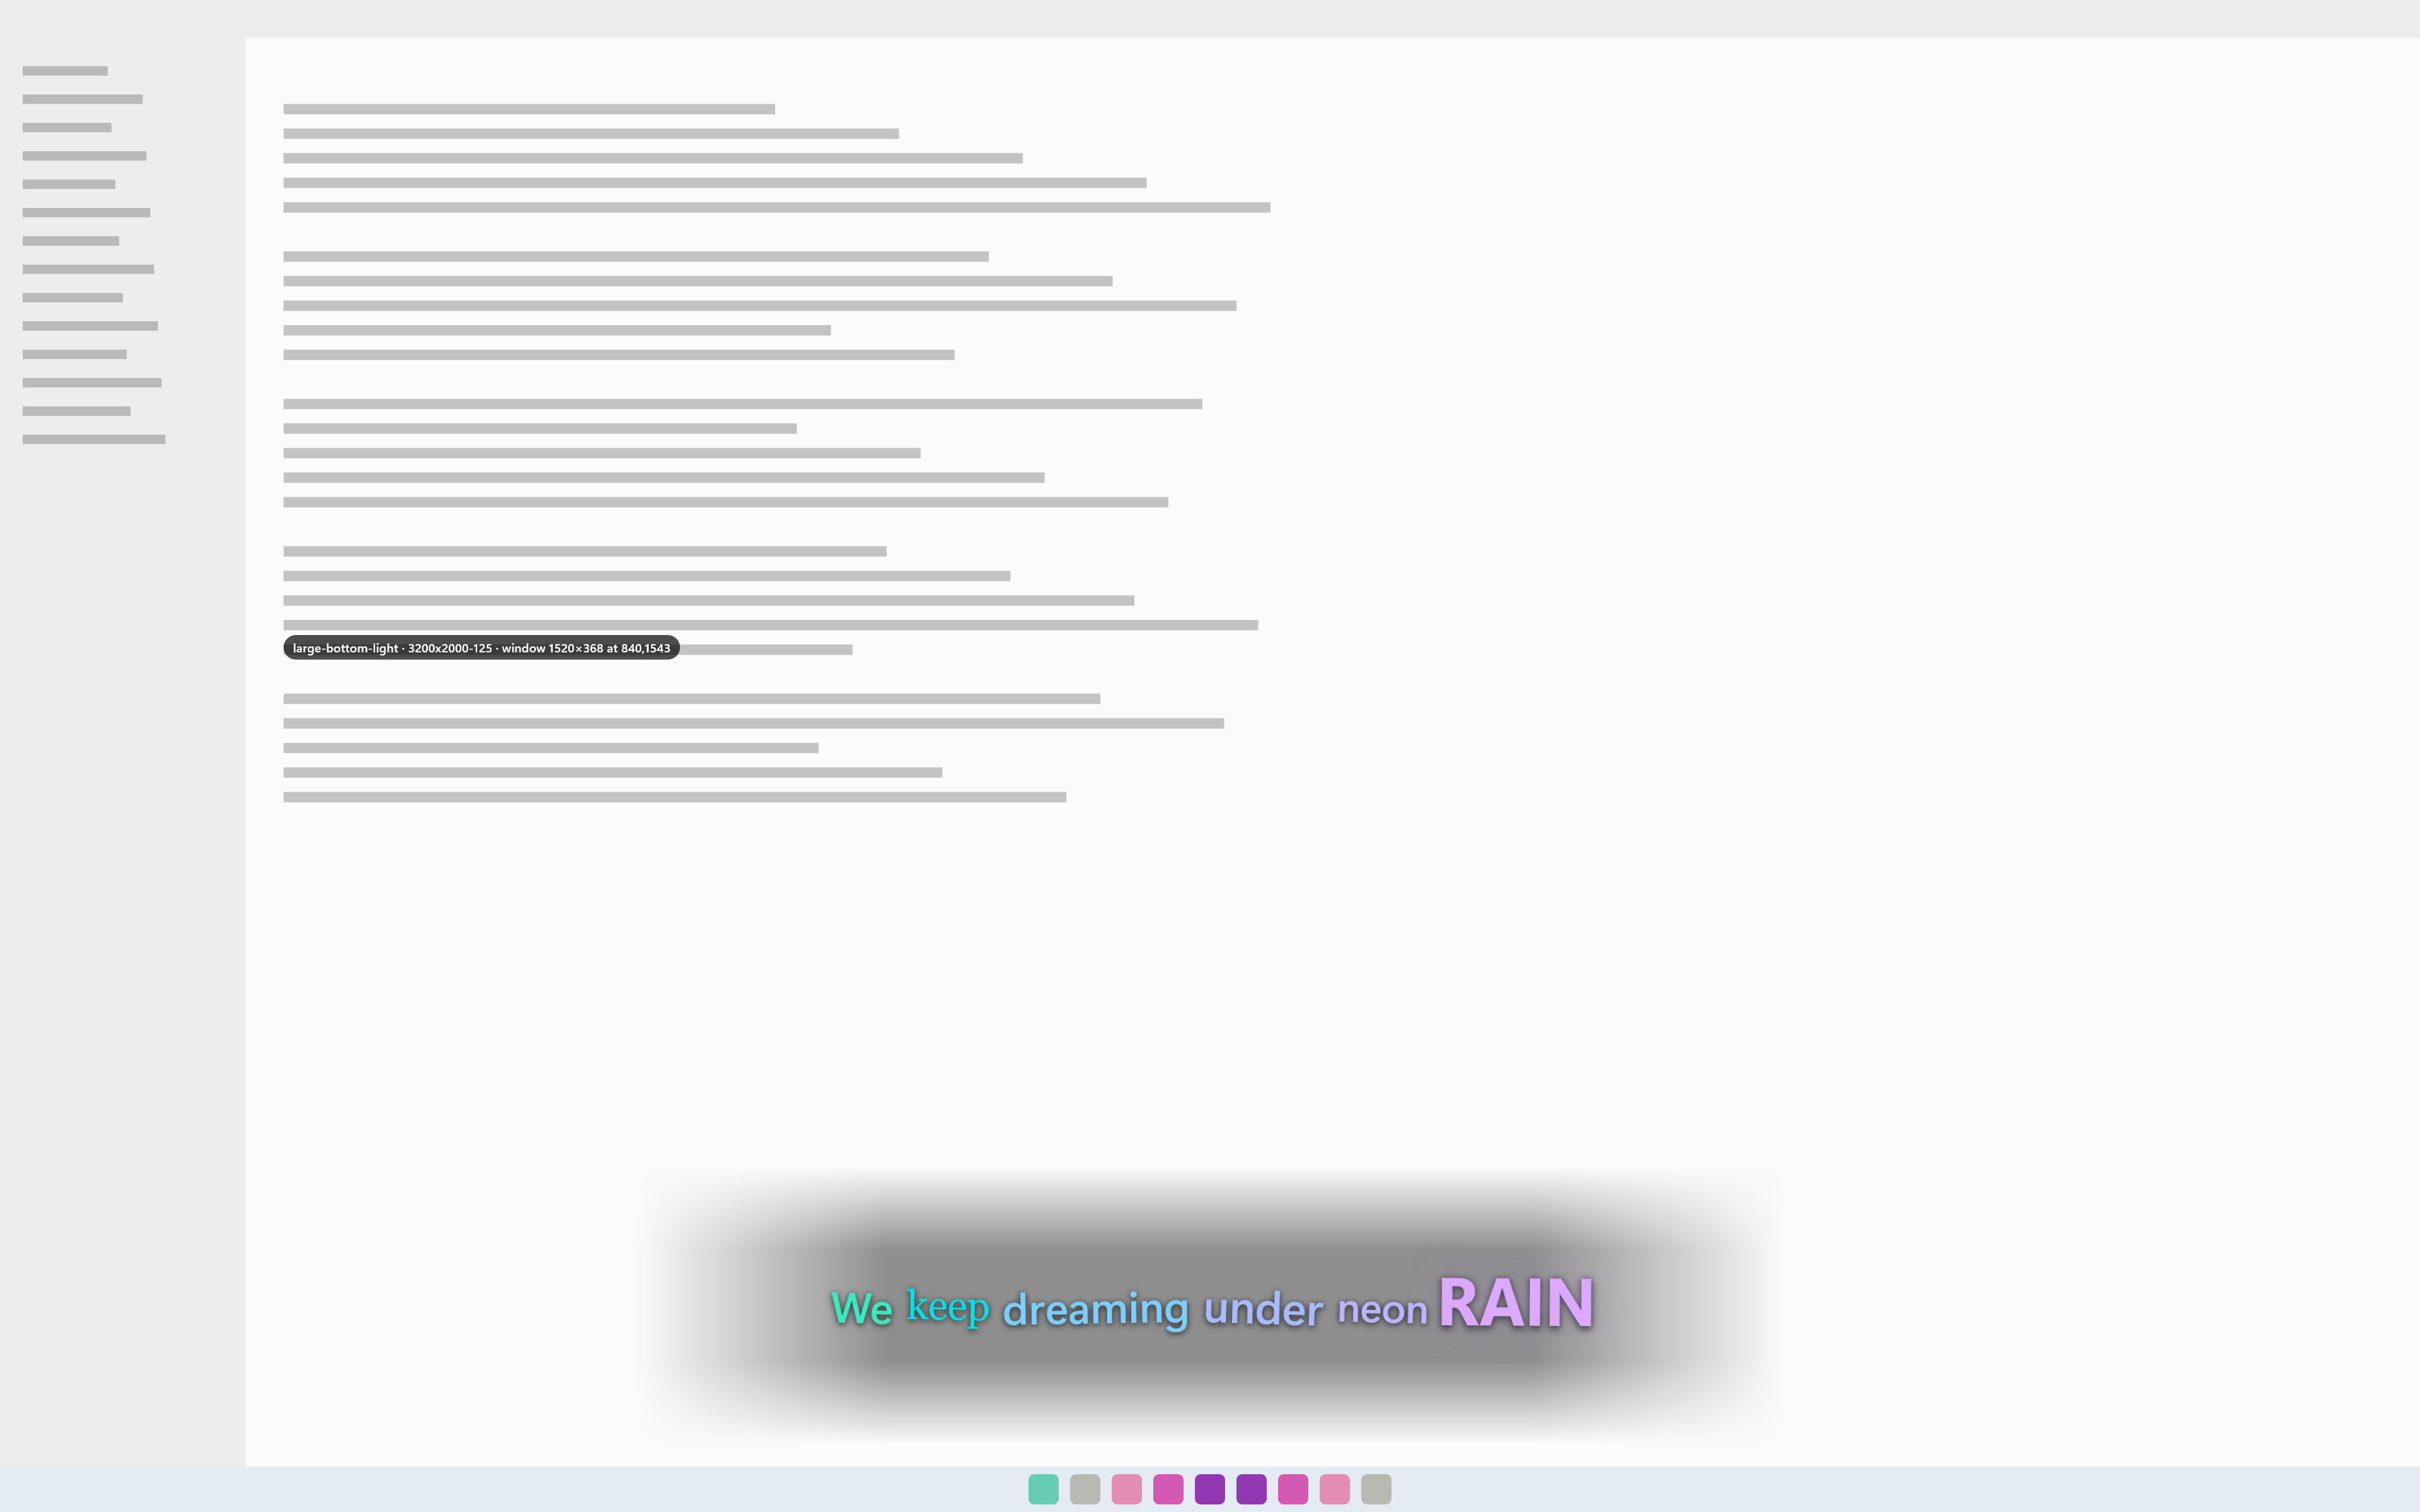 large-bottom-light · 3200x2000-125 · window 1520×368 at 840,1543
We keep dreaming under neon RAIN